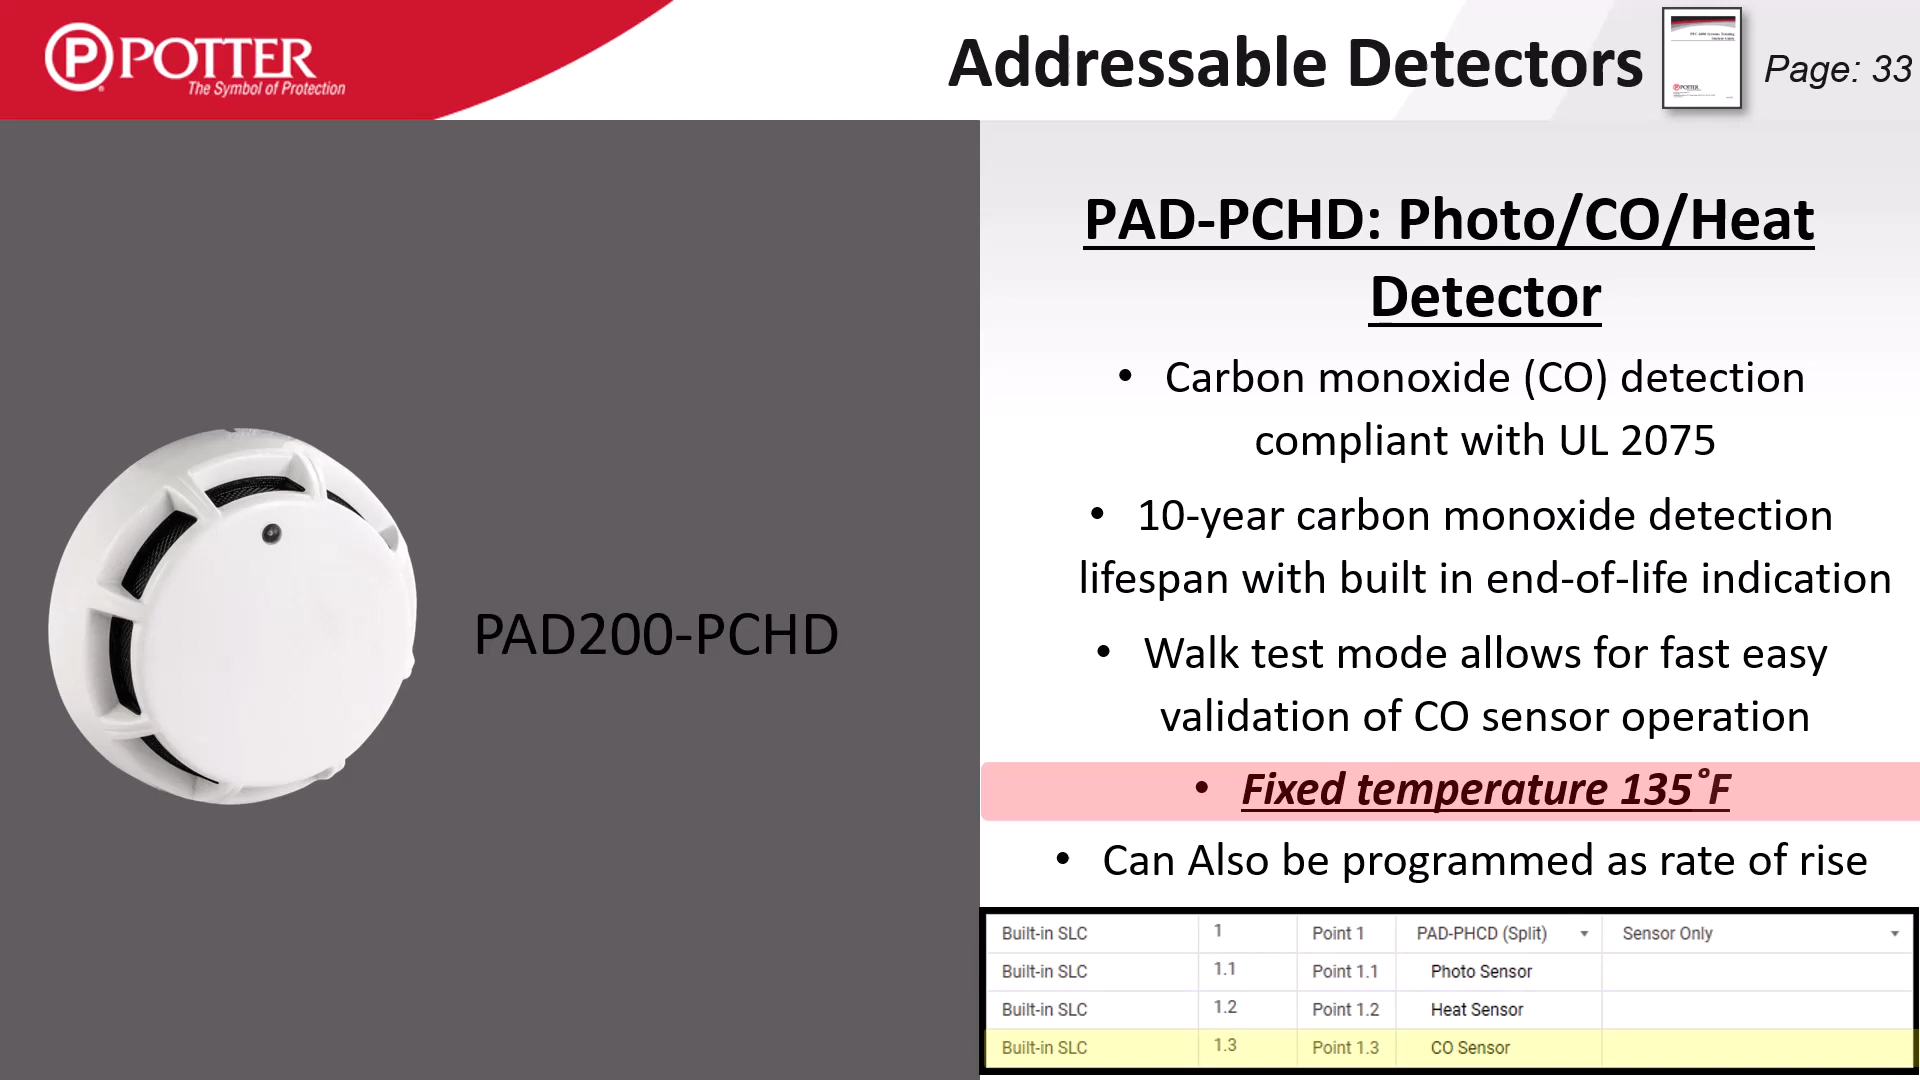 P POTTER
The Symbol of Protection
Addressable Detectors
Page: 33
PAD200-PCHD
PAD-PCHD: Photo/CO/Heat
Detector
• Carbon monoxide (CO) detection
compliant with UL 2075
• 10-year carbon monoxide detection
lifespan with built in end-of-life indication
• Walk test mode allows for fast easy
validation of CO sensor operation
• Fixed temperature 135˚F
• Can Also be programmed as rate of rise
Built-in SLC 1 Point 1 PAD-PHCD (Split) Sensor Only
Built-in SLC 1.1 Point 1.1 Photo Sensor
Built-in SLC 1.2 Point 1.2 Heat Sensor
Built-in SLC 1.3 Point 1.3 CO Sensor